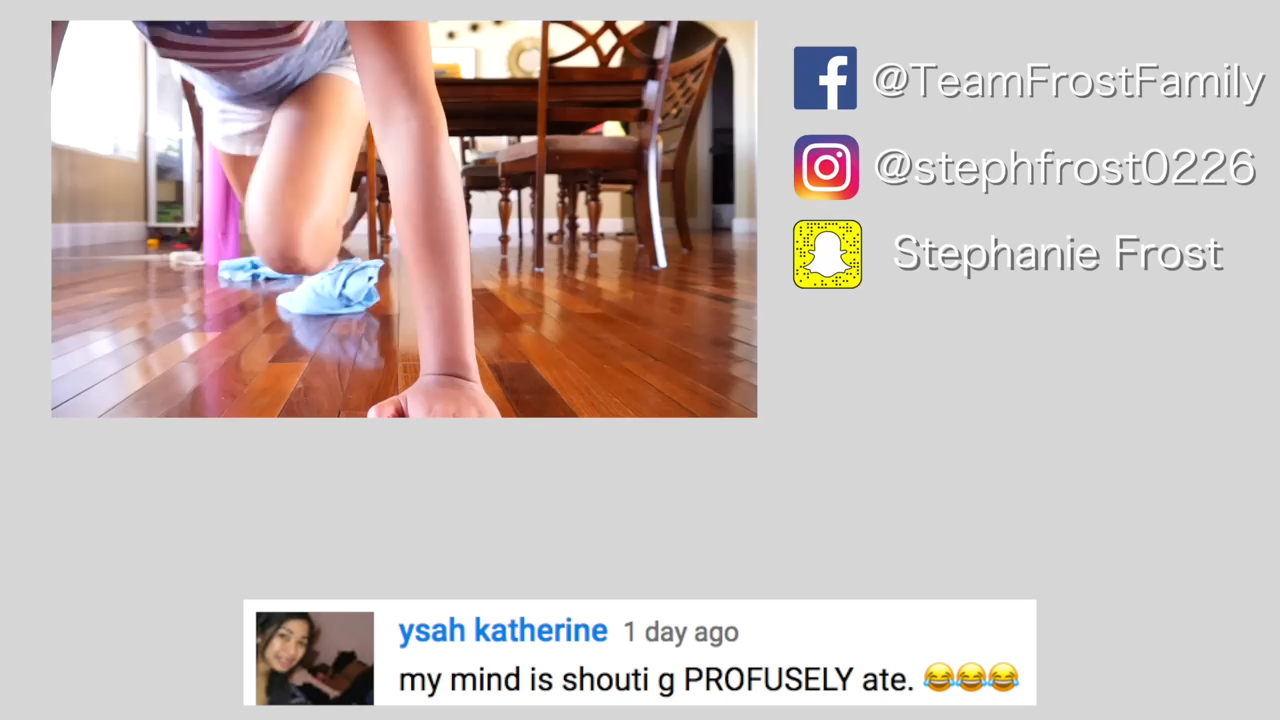 @TeamFrostFamily
@stephfrost0226
Stephanie Frost
ysah katherine 1 day ago
my mind is shouti g PROFUSELY ate. 😂😂😂